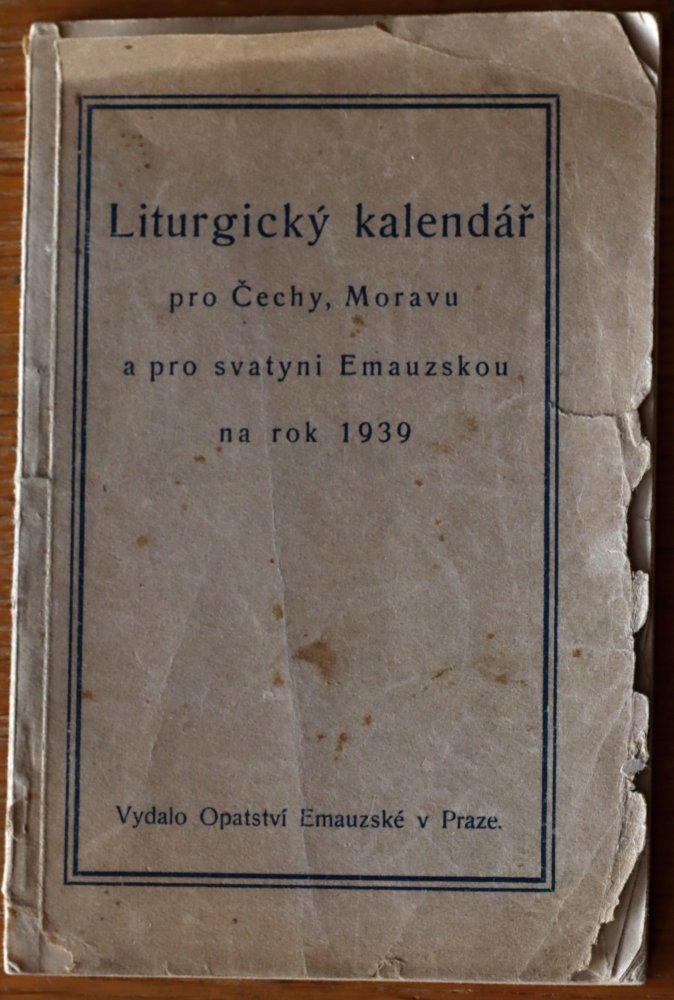 Liturgický kalendář
pro Čechy, Moravu
a pro svatyni Emauzskou
na rok 1939
Vydalo Opatství Emauzské v Praze.